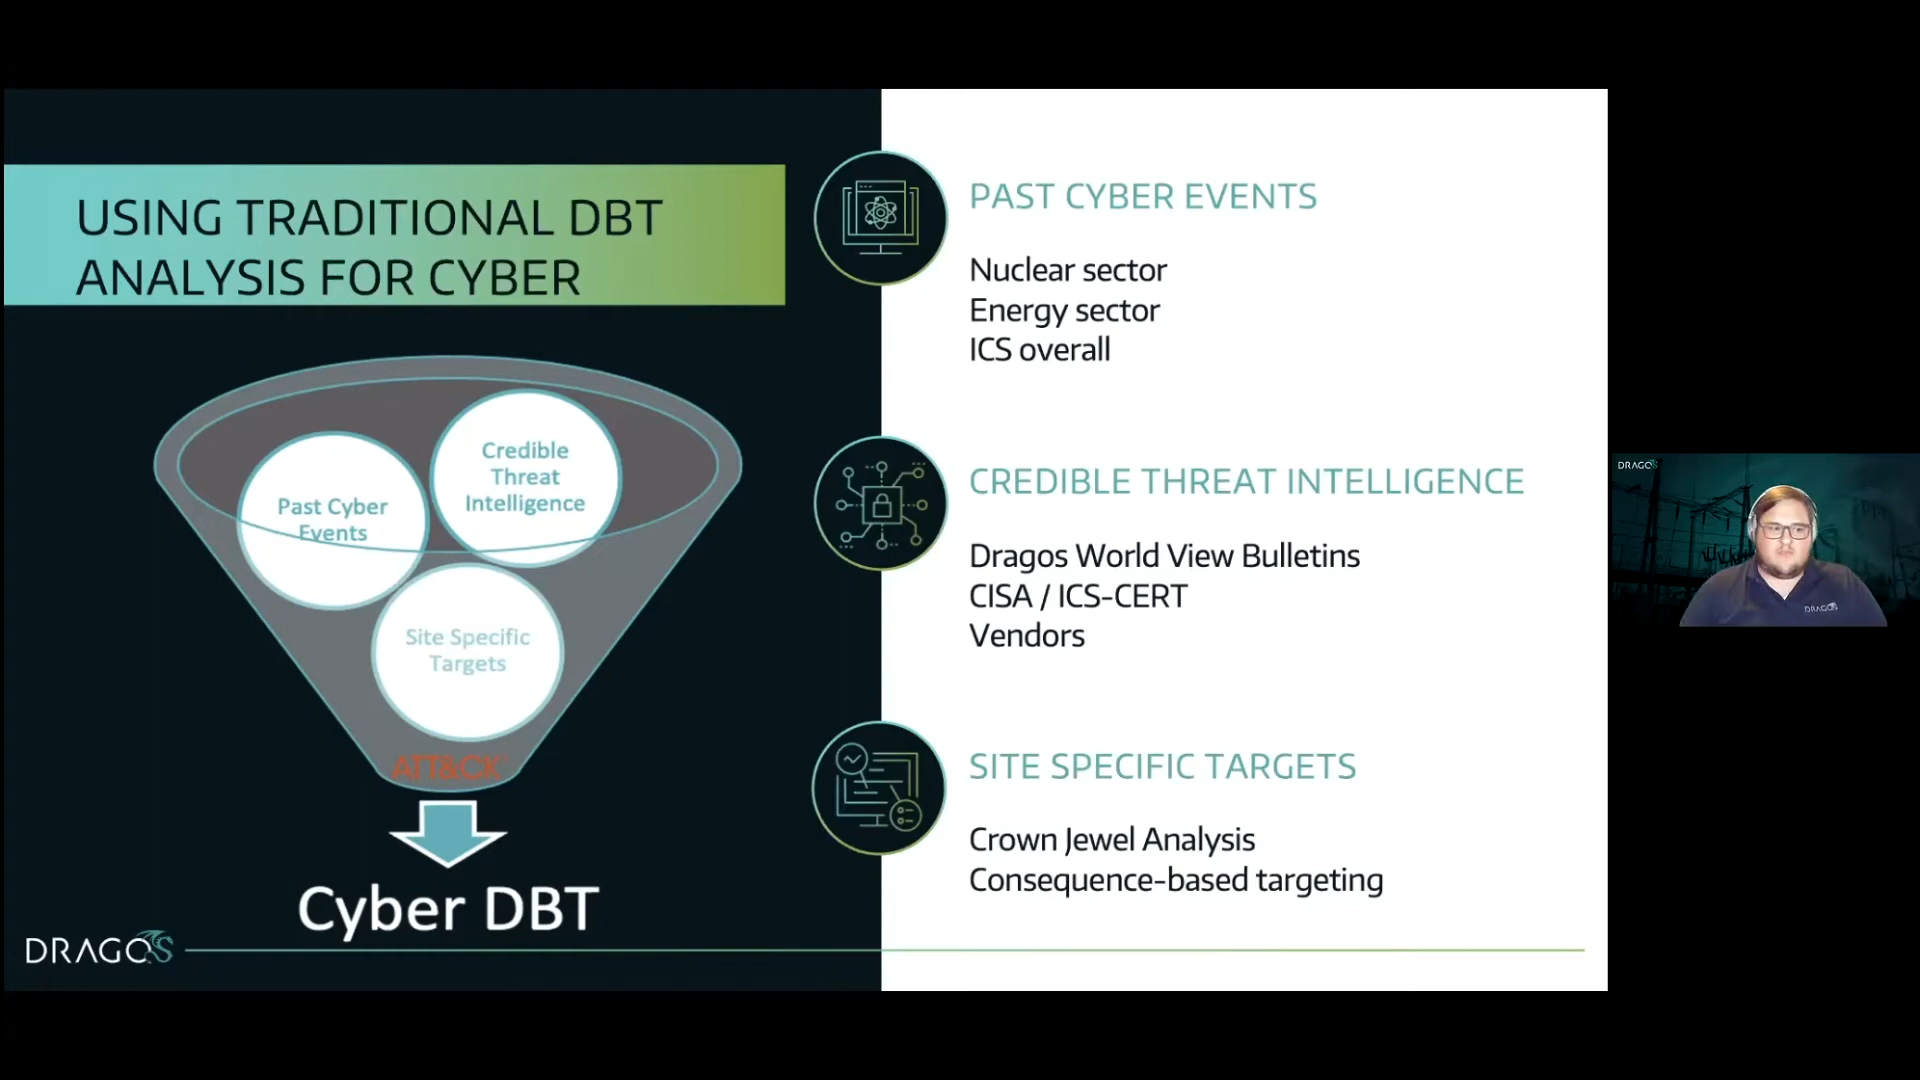 USING TRADITIONAL DBT
ANALYSIS FOR CYBER
Credible
Threat
Intelligence
Past Cyber
Events
Site Specific
Targets
ATT&CK
Cyber DBT
DRAGOS
PAST CYBER EVENTS
Nuclear sector
Energy sector
ICS overall
CREDIBLE THREAT INTELLIGENCE
Dragos World View Bulletins
CISA / ICS-CERT
Vendors
SITE SPECIFIC TARGETS
Crown Jewel Analysis
Consequence-based targeting
DRAGOS
DRAGOS